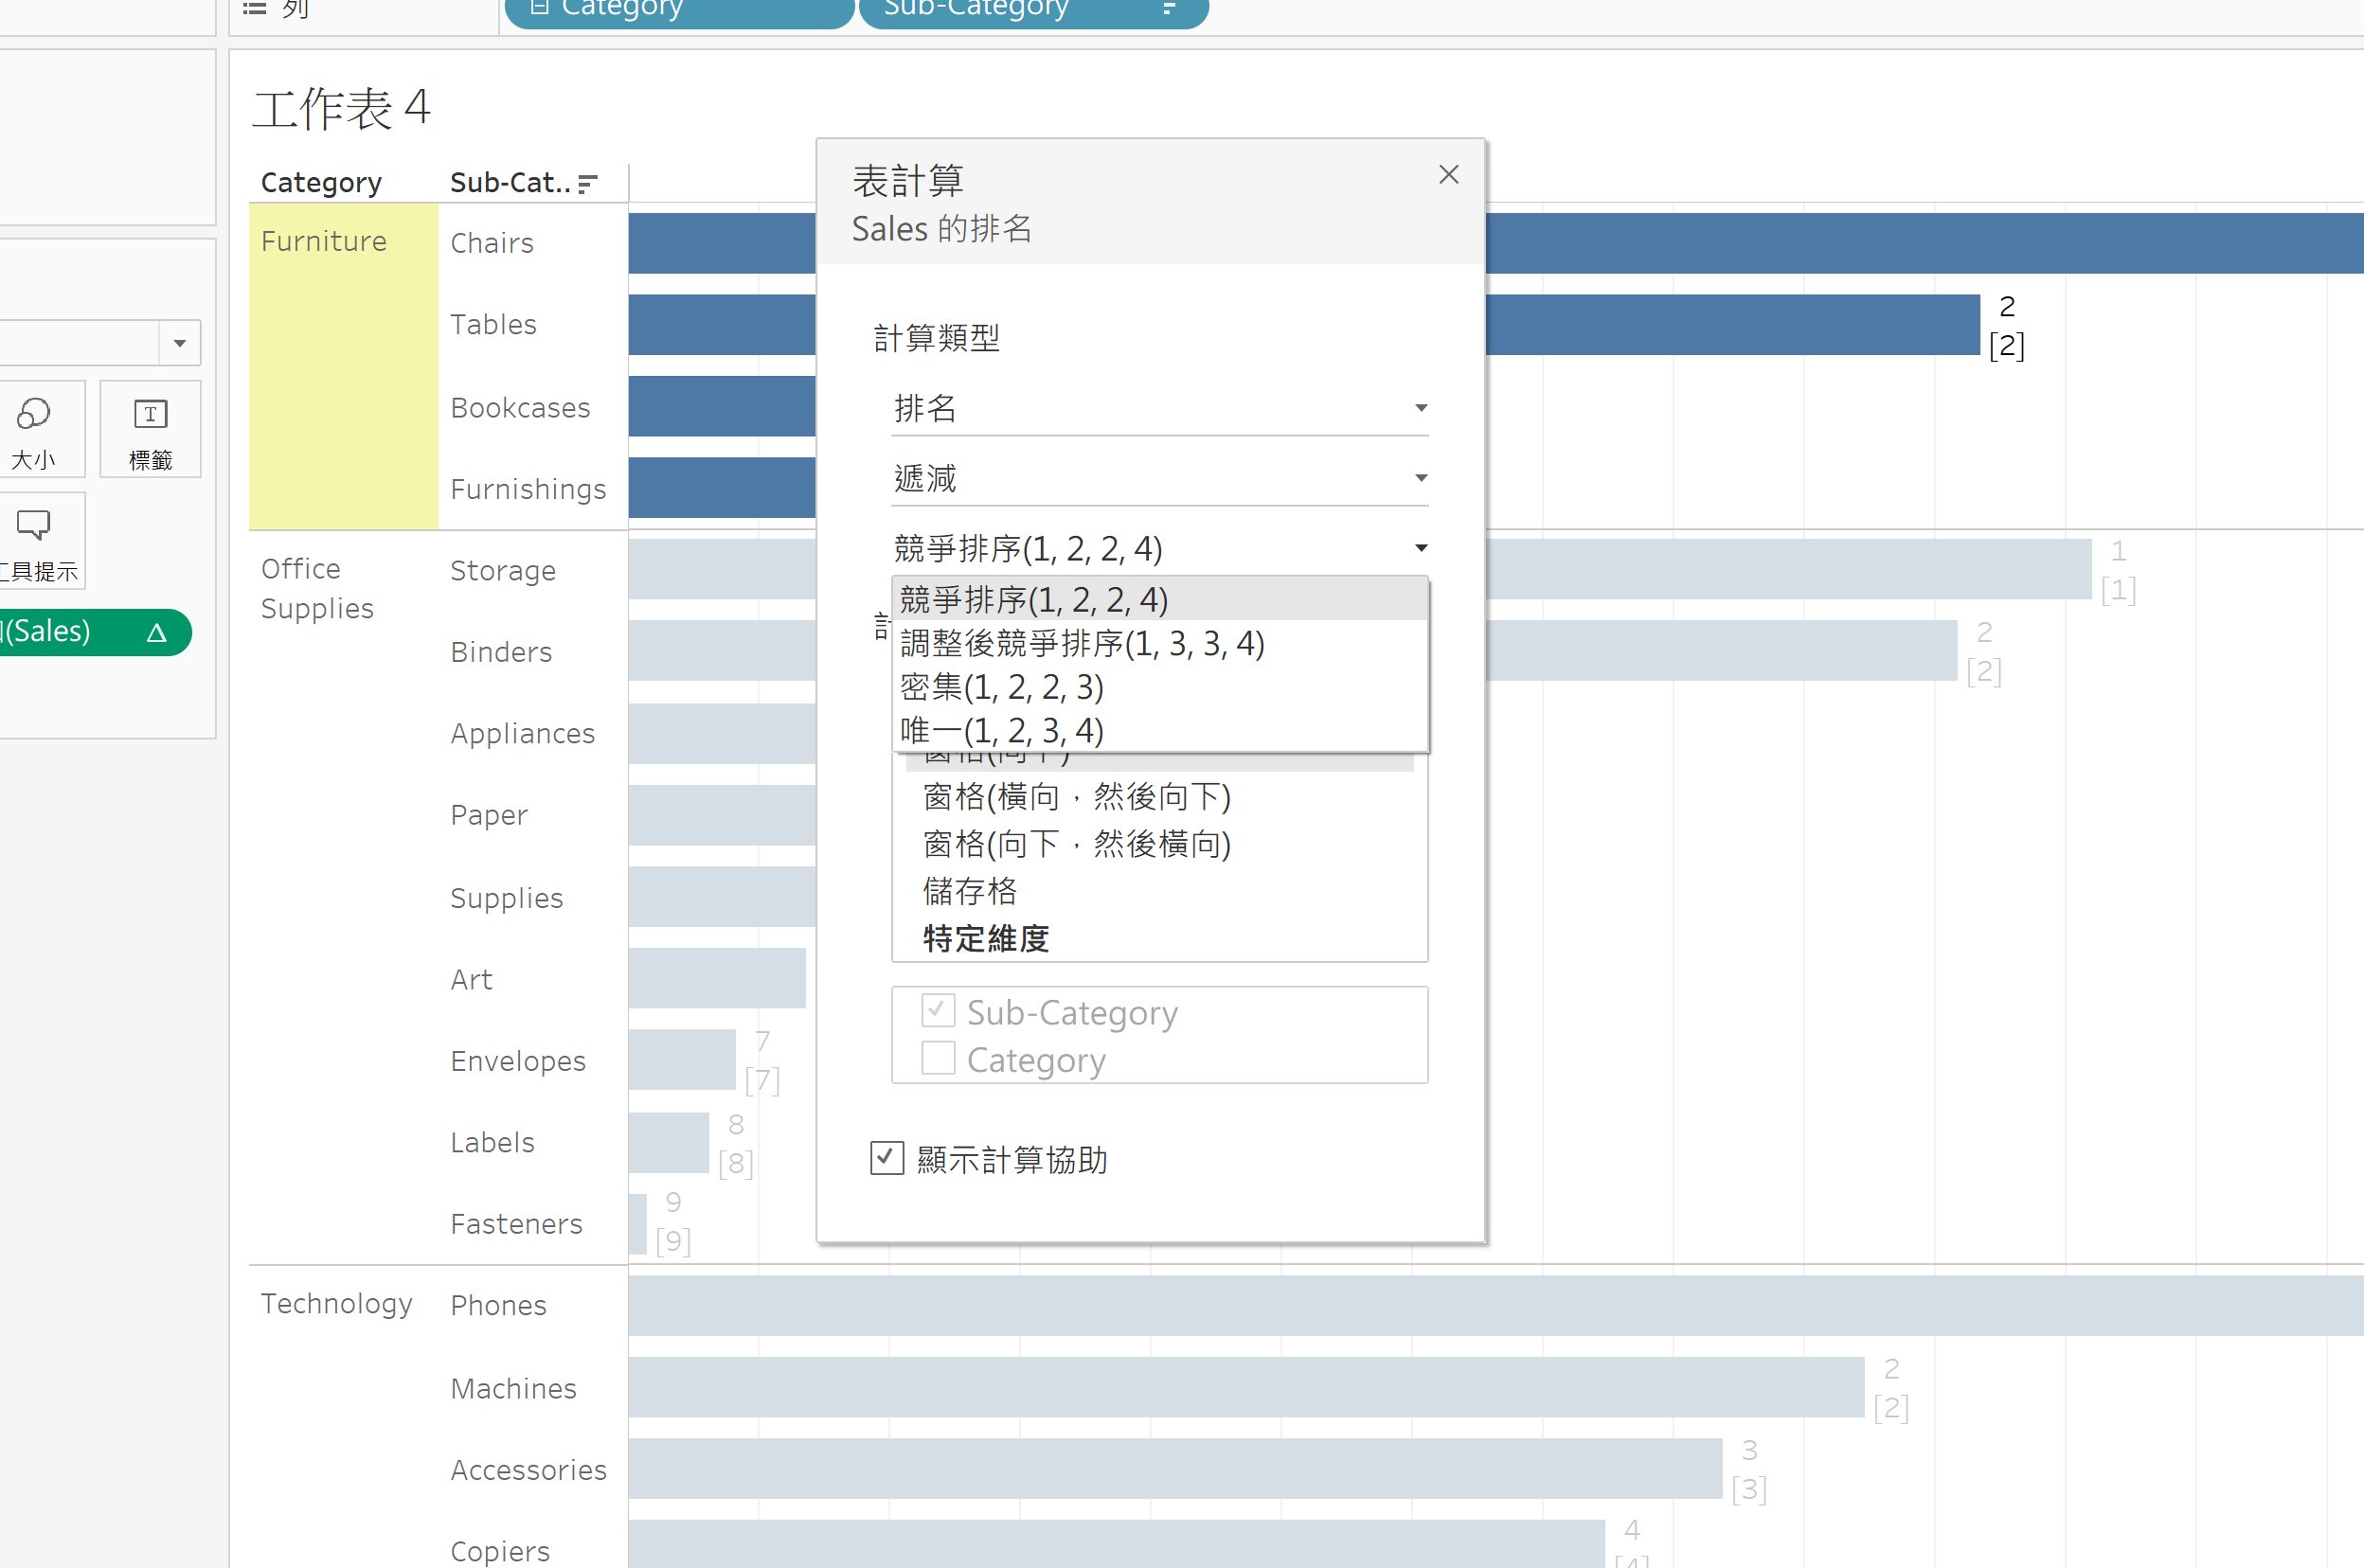 列
Category
Sub-Category
工作表 4
Category
Sub-Cat..
Furniture
Chairs
Tables
2
[2]
Bookcases
Furnishings
Office
Supplies
Storage
1
[1]
Binders
2
[2]
Appliances
Paper
Supplies
Art
Envelopes
7
[7]
Labels
8
[8]
Fasteners
9
[9]
Technology
Phones
Machines
2
[2]
Accessories
3
[3]
Copiers
4
[4]
大小
標籤
工具提示
(Sales)
表計算
Sales 的排名
計算類型
排名
遞減
競爭排序(1, 2, 2, 4)
競爭排序(1, 2, 2, 4)
調整後競爭排序(1, 3, 3, 4)
密集(1, 2, 2, 3)
唯一(1, 2, 3, 4)
窗格(向下)
窗格(橫向，然後向下)
窗格(向下，然後橫向)
儲存格
特定維度
Sub-Category
Category
顯示計算協助